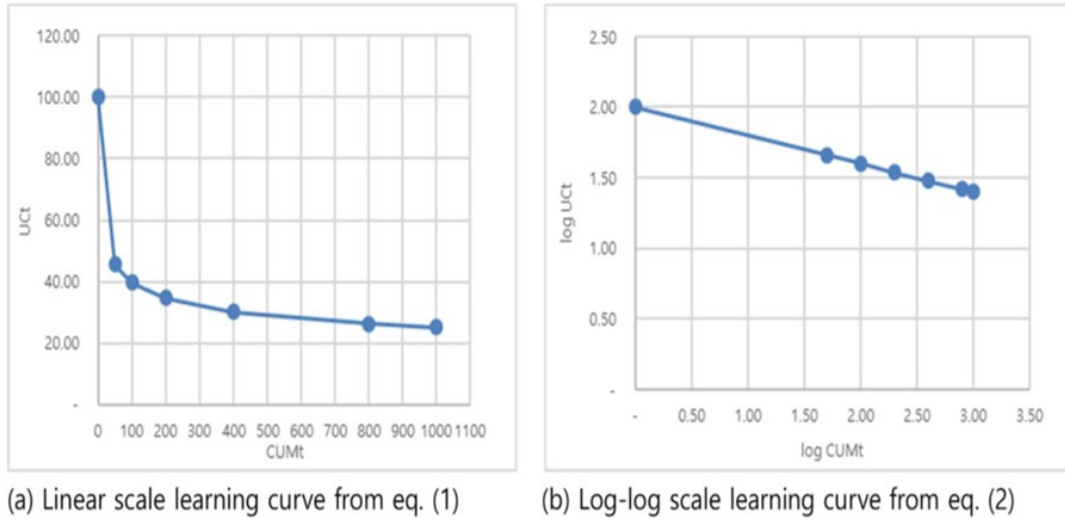 120.00
100.00
80.00
60.00
40.00
20.00
-
UCt
0 100 200 300 400 500 600 700 800 900 1000 1100
CUMt
(a) Linear scale learning curve from eq. (1)
2.50
2.00
1.50
1.00
0.50
-
log UCt
- 0.50 1.00 1.50 2.00 2.50 3.00 3.50
log CUMt
(b) Log-log scale learning curve from eq. (2)